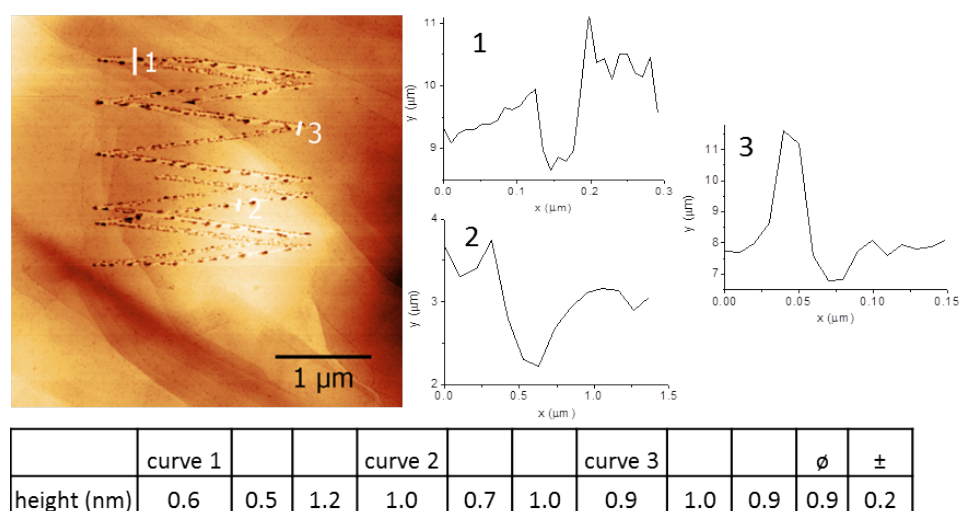 1
3
2
1 μm
1
y (μm)
11
10
9
0.0 0.1 0.2 0.3
x (μm)
2
y (μm)
4
3
2
0.0 0.5 1.0 1.5
x (μm)
3
y (μm)
11
10
9
8
7
0.00 0.05 0.10 0.15
x (μm)
curve 1 curve 2 curve 3 ø ±
height (nm) 0.6 0.5 1.2 1.0 0.7 1.0 0.9 1.0 0.9 0.9 0.2